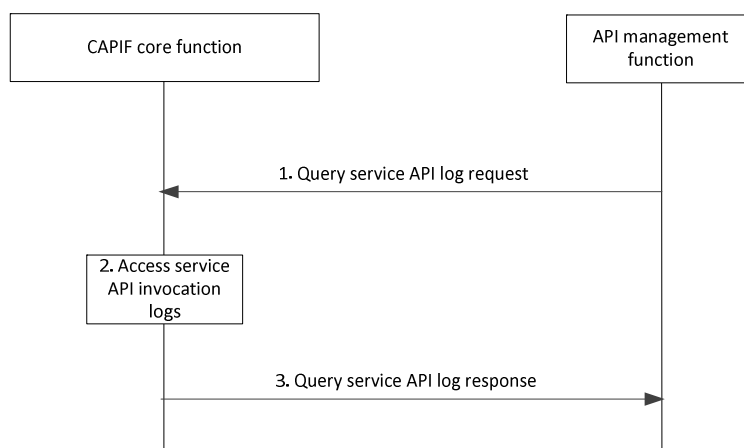 CAPIF core function
API management
function
1. Query service API log request
2. Access service
API invocation
logs
3. Query service API log response